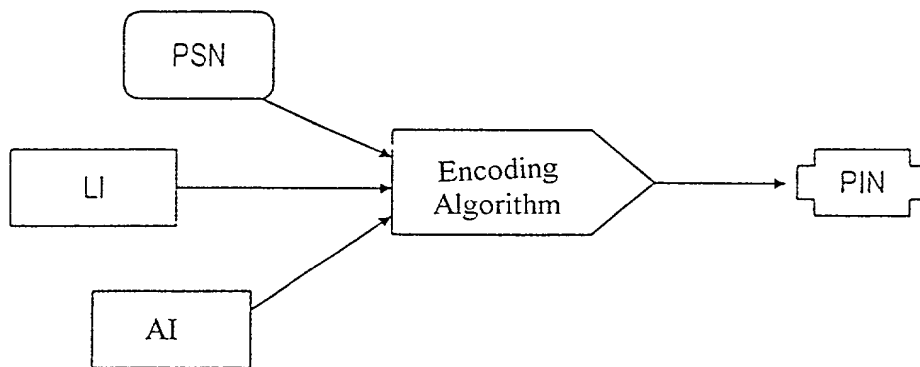 PSN
LI
AI
Encoding
Algorithm
PIN